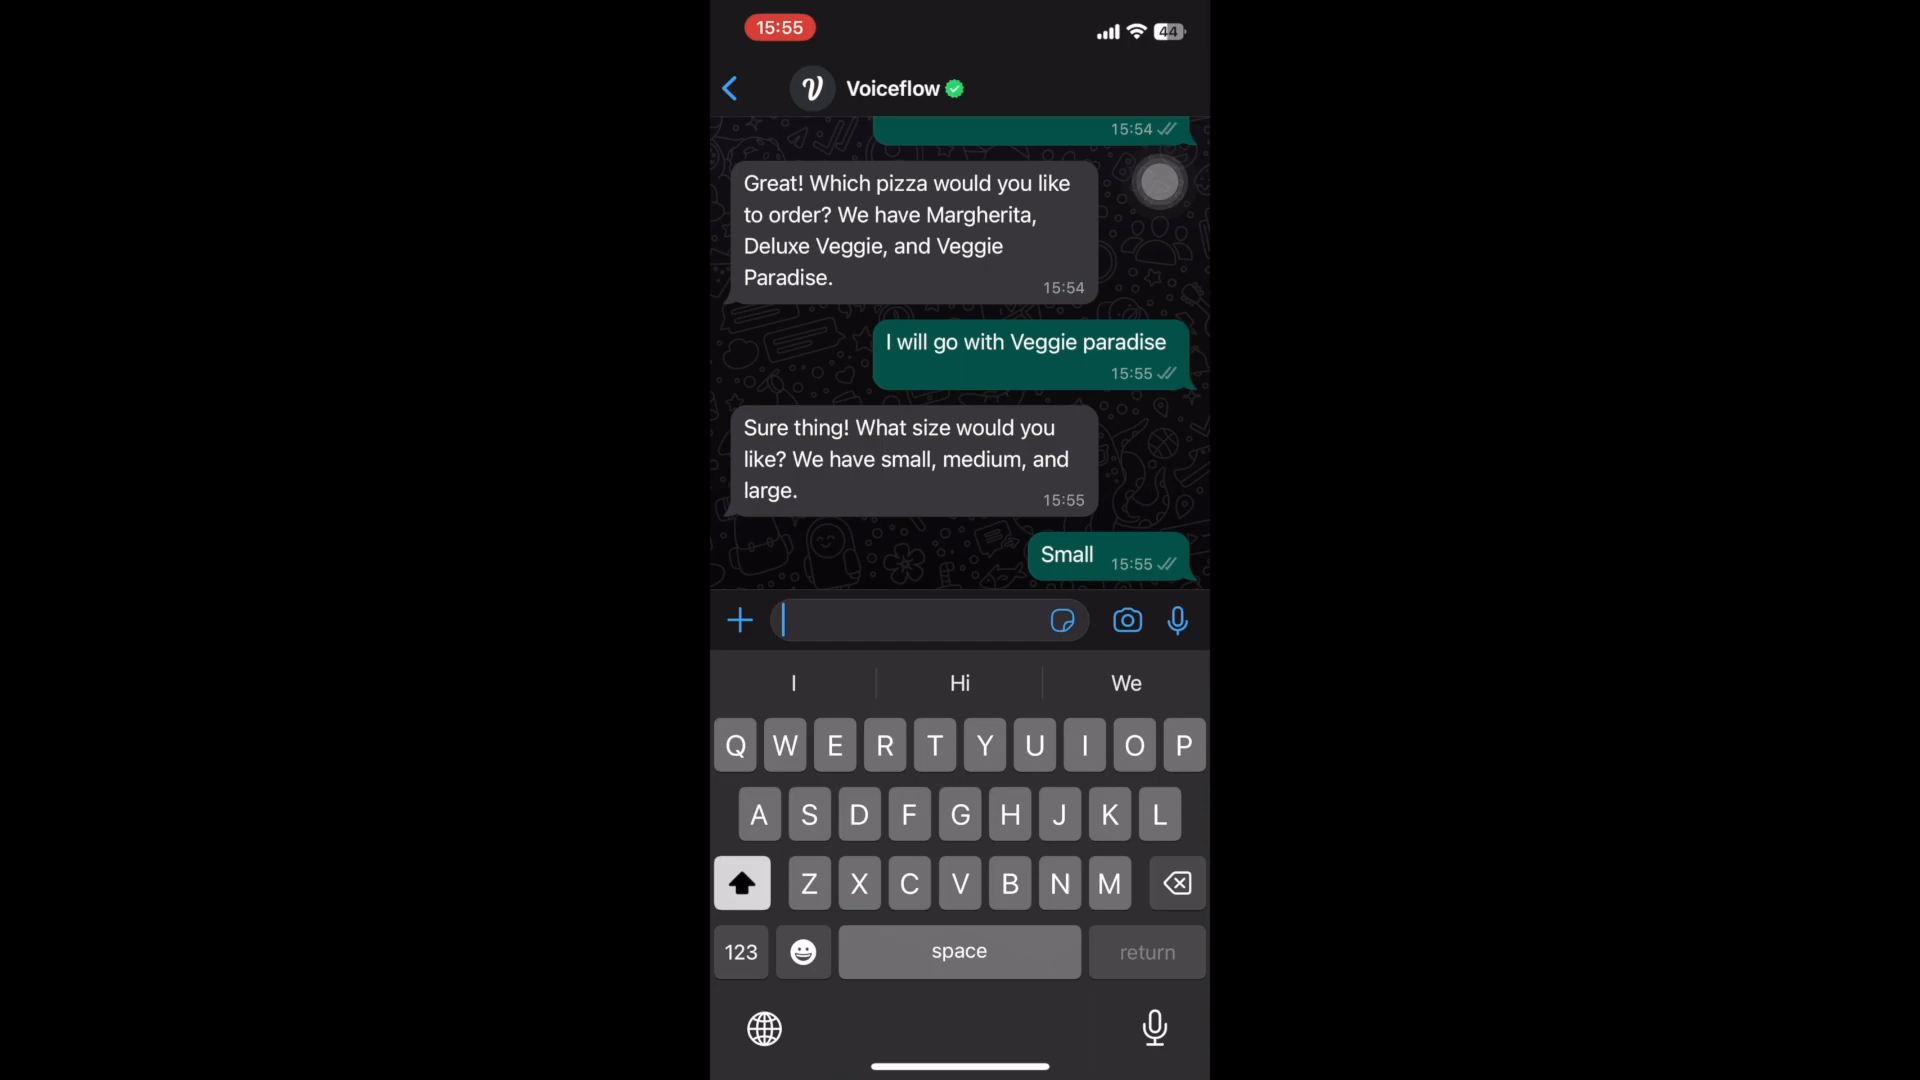 15:55
44
Voiceflow
15:54
Great! Which pizza would you like
to order? We have Margherita,
Deluxe Veggie, and Veggie
Paradise.
15:54
I will go with Veggie paradise
15:55
Sure thing! What size would you
like? We have small, medium, and
large.
15:55
Small 15:55
I Hi We
Q W E R T Y U I O P
A S D F G H J K L
Z X C V B N M
123 space return